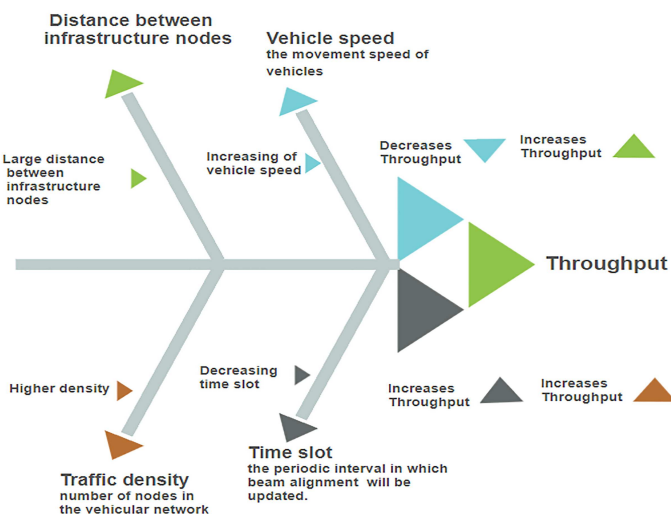 Distance between
infrastructure nodes
Vehicle speed
the movement speed of
vehicles
Large distance
between
infrastructure
nodes
Increasing of
vehicle speed
Decreases
Throughput
Increases
Throughput
Throughput
Higher density
Decreasing
time slot
Increases
Throughput
Increases
Throughput
Traffic density
number of nodes in
the vehicular network
Time slot
the periodic interval in which
beam alignment will be
updated.